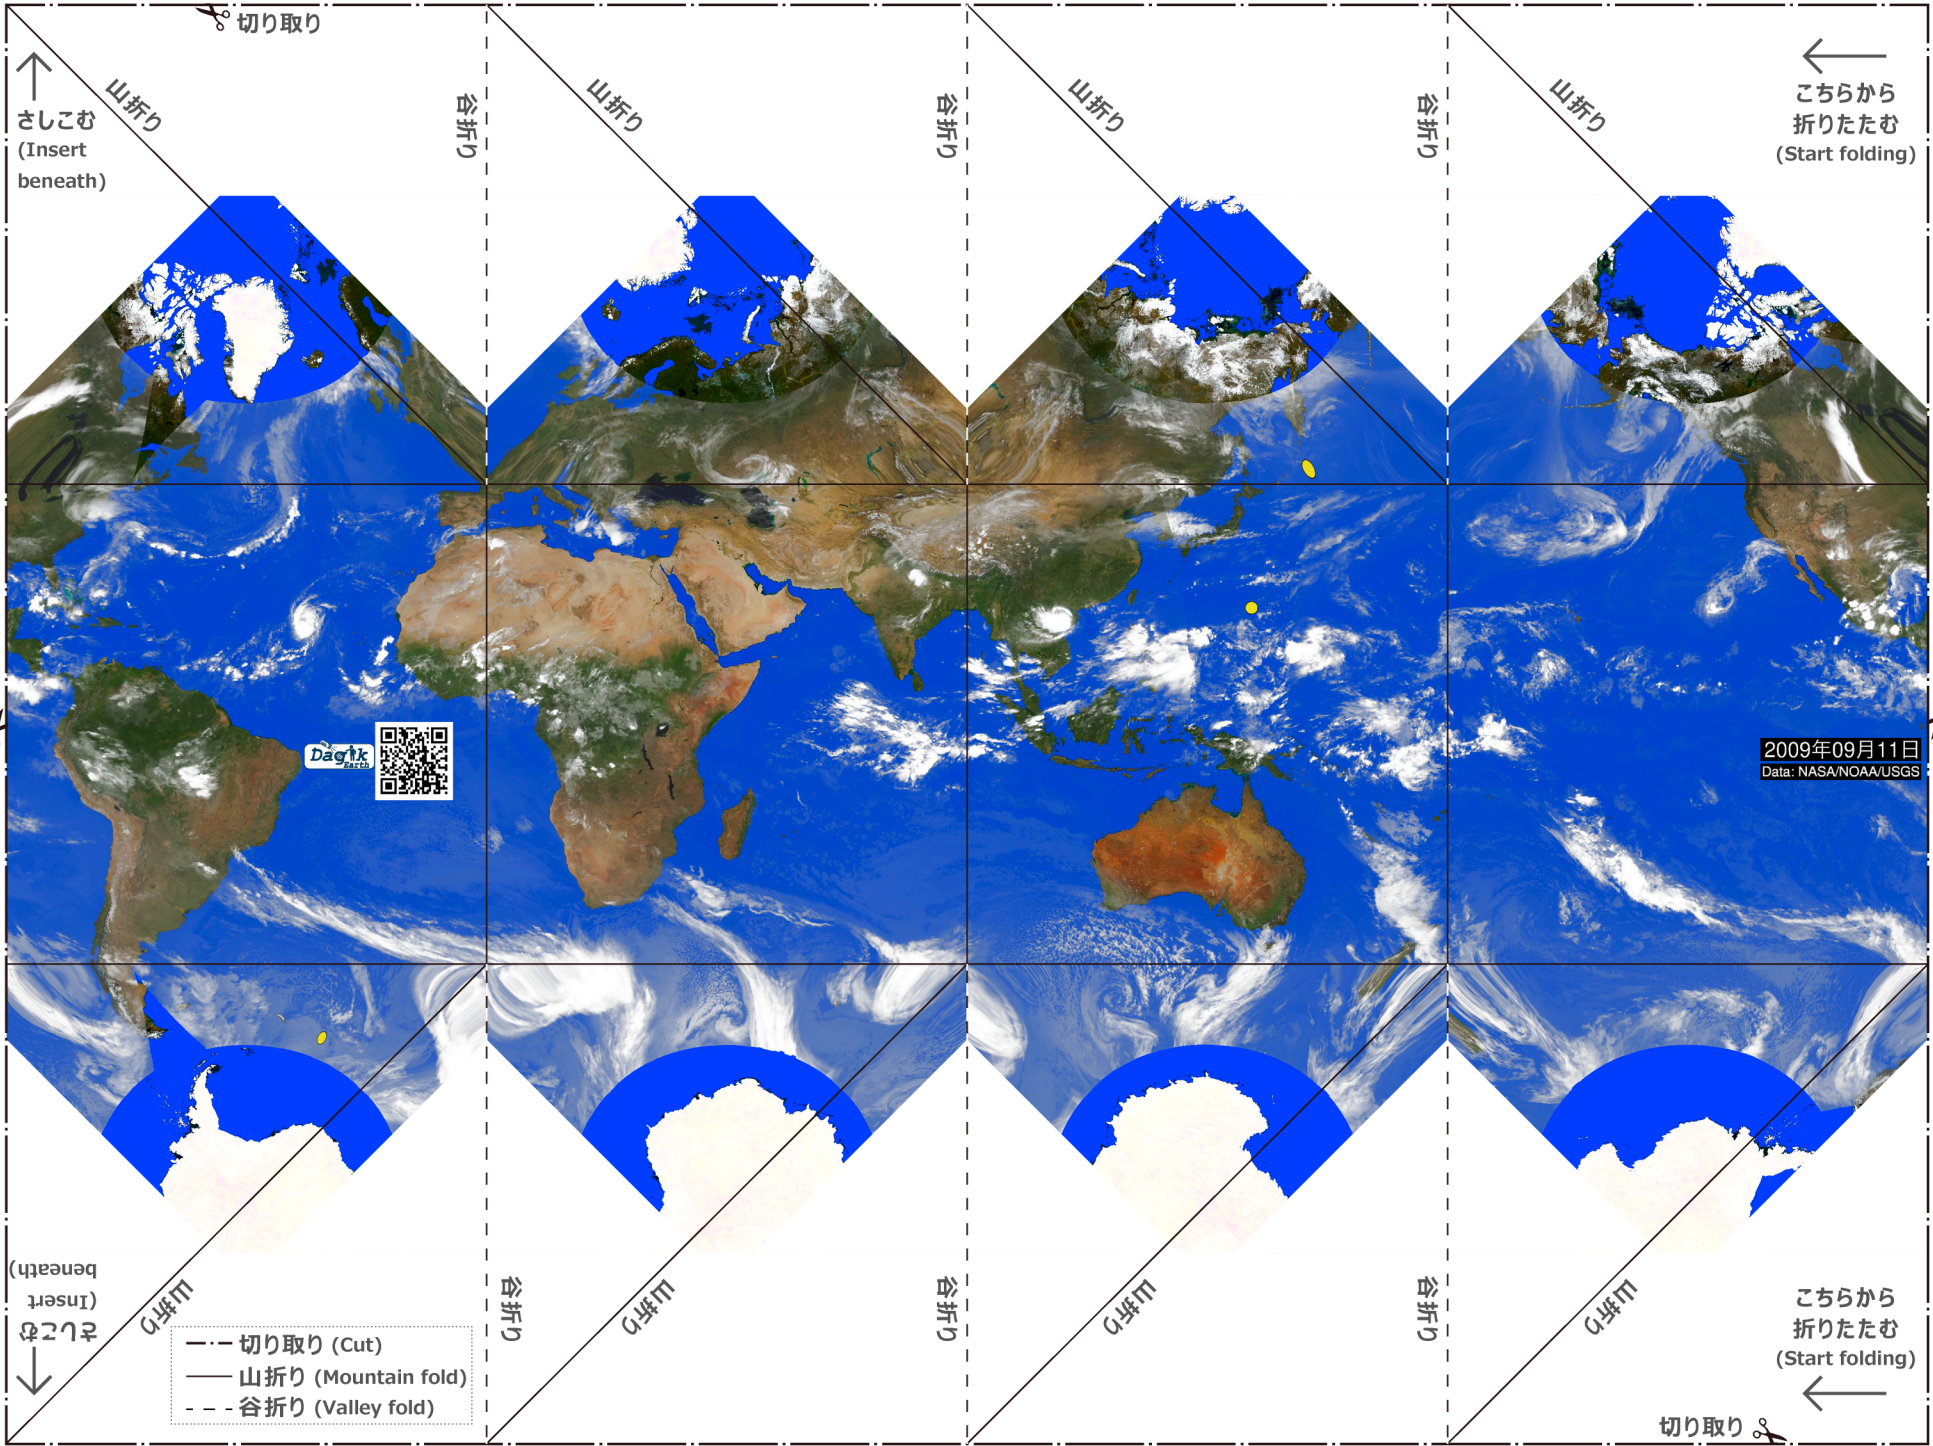 切り取り
山折り
谷折り
山折り
谷折り
山折り
谷折り
山折り
さしこむ
(Insert
beneath)
こちらから
折りたたむ
(Start folding)
Dagik
Earth
2009年09月11日
Data: NASA/NOAA/USGS
さしこむ
(Insert
beneath)
山折り
谷折り
山折り
谷折り
山折り
谷折り
山折り
切り取り (Cut)
山折り (Mountain fold)
谷折り (Valley fold)
こちらから
折りたたむ
(Start folding)
切り取り